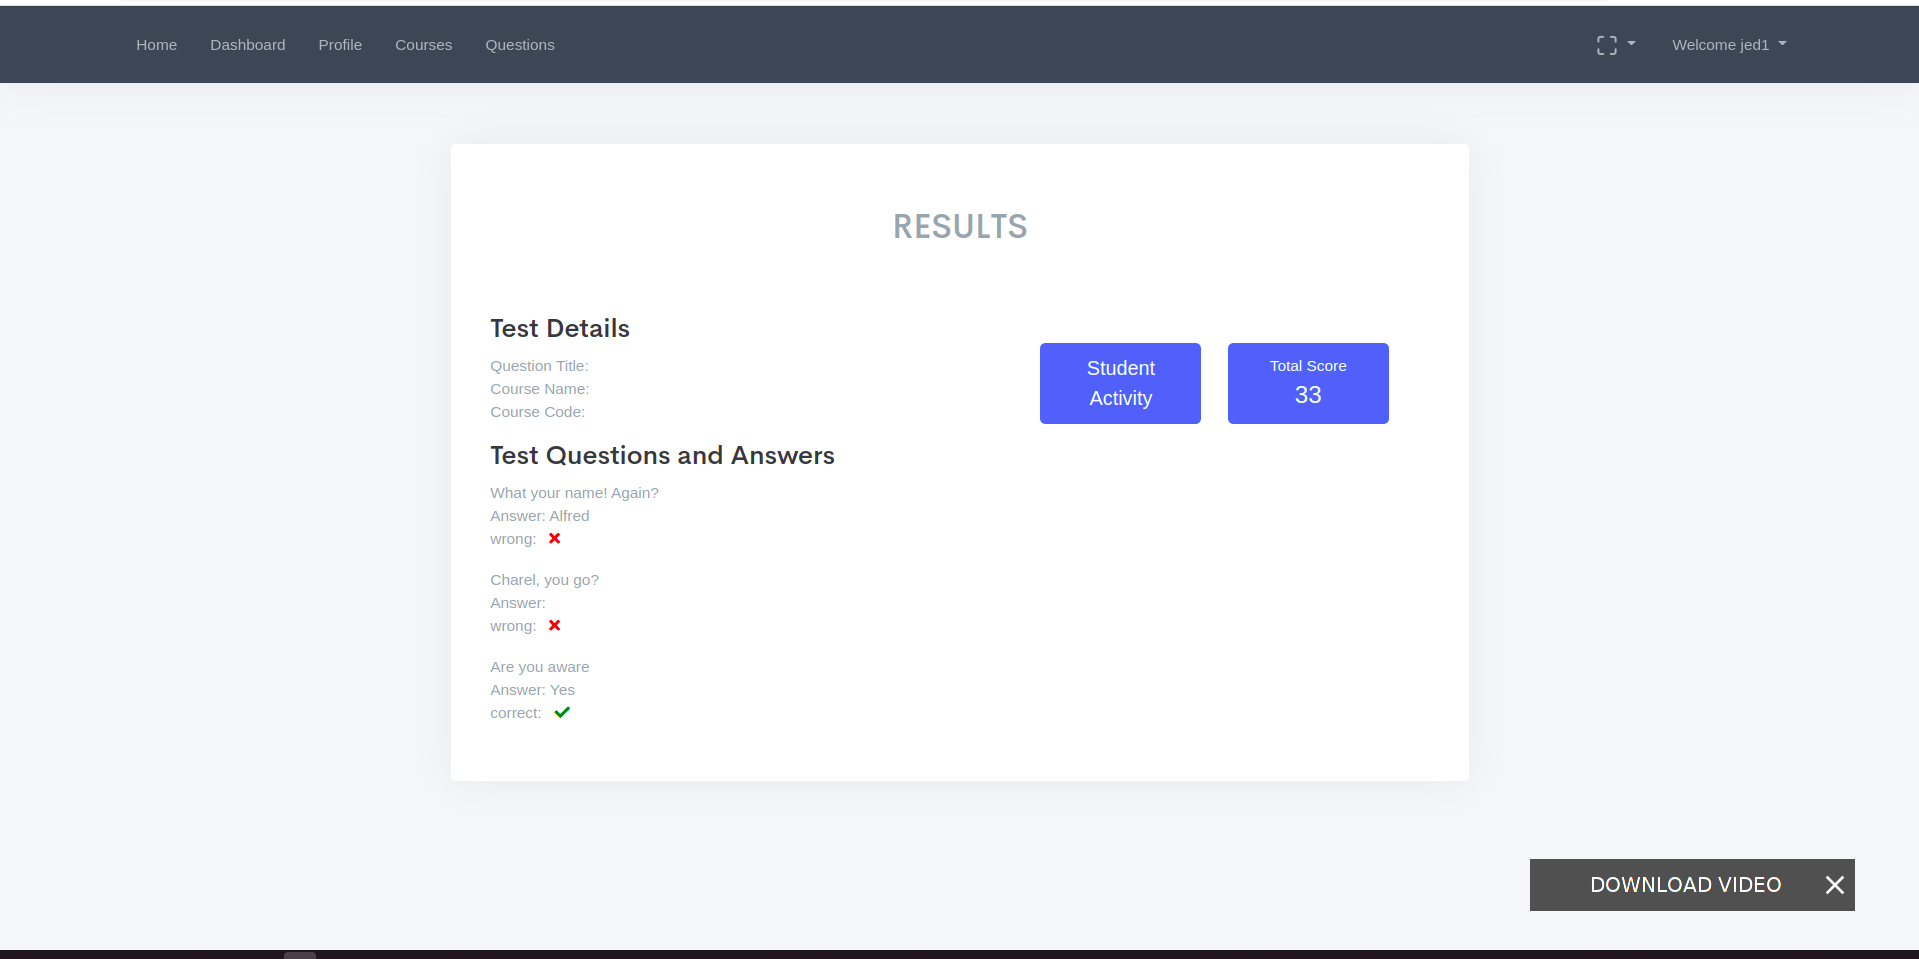 Home Dashboard Profile Courses Questions Welcome jed1
RESULTS
Test Details
Question Title:
Course Name:
Course Code:
Student
Activity
Total Score
33
Test Questions and Answers
What your name! Again?
Answer: Alfred
wrong:
Charel, you go?
Answer:
wrong:
Are you aware
Answer: Yes
correct:
DOWNLOAD VIDEO